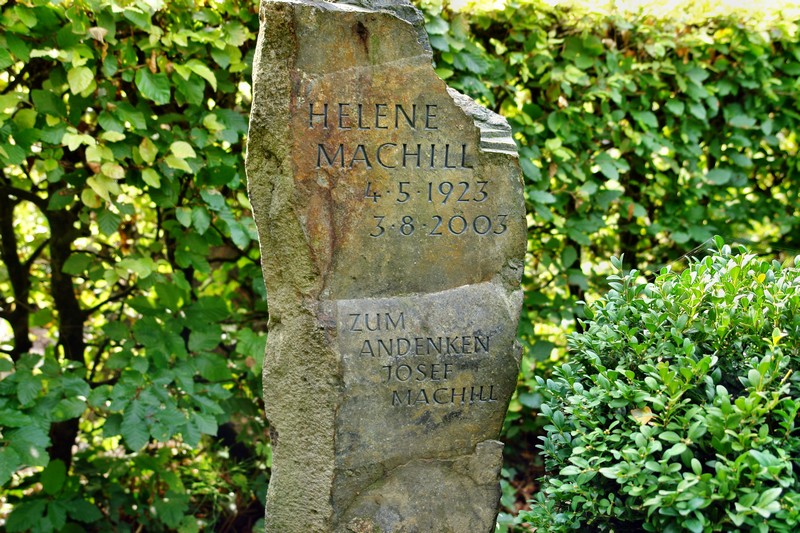 HELENE
MACHILL
4·5·1923
3·8·2003
ZUM
ANDENKEN
JOSEF
MACHILL